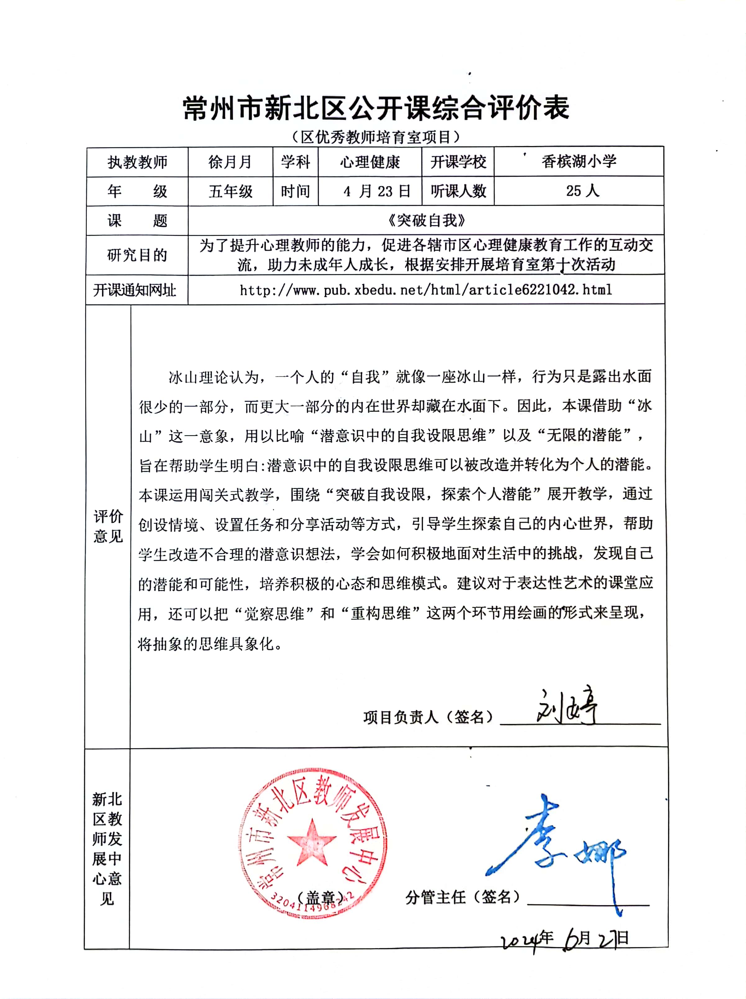 常州市新北区公开课综合评价表
（区优秀教师培育室项目）
执教教师 徐月月 学科 心理健康 开课学校 香槟湖小学
年 级 五年级 时间 4 月 23 日 听课人数 25 人
课 题 《突破自我》
研究目的 为了提升心理教师的能力，促进各辖市区心理健康教育工作的互动交
流，助力未成年人成长，根据安排开展培育室第十次活动
开课通知网址 http://www.pub.xbedu.net/html/article6221042.html
评价
意见
冰山理论认为，一个人的“自我”就像一座冰山一样，行为只是露出水面
很少的一部分，而更大一部分的内在世界却藏在水面下。因此，本课借助“冰
山”这一意象，用以比喻“潜意识中的自我设限思维”以及“无限的潜能”，
旨在帮助学生明白:潜意识中的自我设限思维可以被改造并转化为个人的潜能。
本课运用闯关式教学，围绕“突破自我设限，探索个人潜能”展开教学，通过
创设情境、设置任务和分享活动等方式，引导学生探索自己的内心世界，帮助
学生改造不合理的潜意识想法，学会如何积极地面对生活中的挑战，发现自己
的潜能和可能性，培养积极的心态和思维模式。建议对于表达性艺术的课堂应
用，还可以把“觉察思维”和“重构思维”这两个环节用绘画的形式来呈现，
将抽象的思维具象化。
项目负责人（签名） 刘婷
新北
区教
师发
展中
心意
见
常州市新北区教师发展中心
3204114968242
（盖章）
分管主任（签名） 李娜
2024年 6月 27日